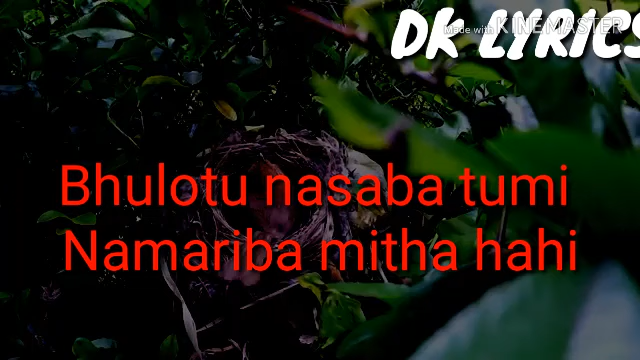 DK LYRICS
Made with KINEMASTER
Bhulotu nasaba tumi
Namariba mitha hahi